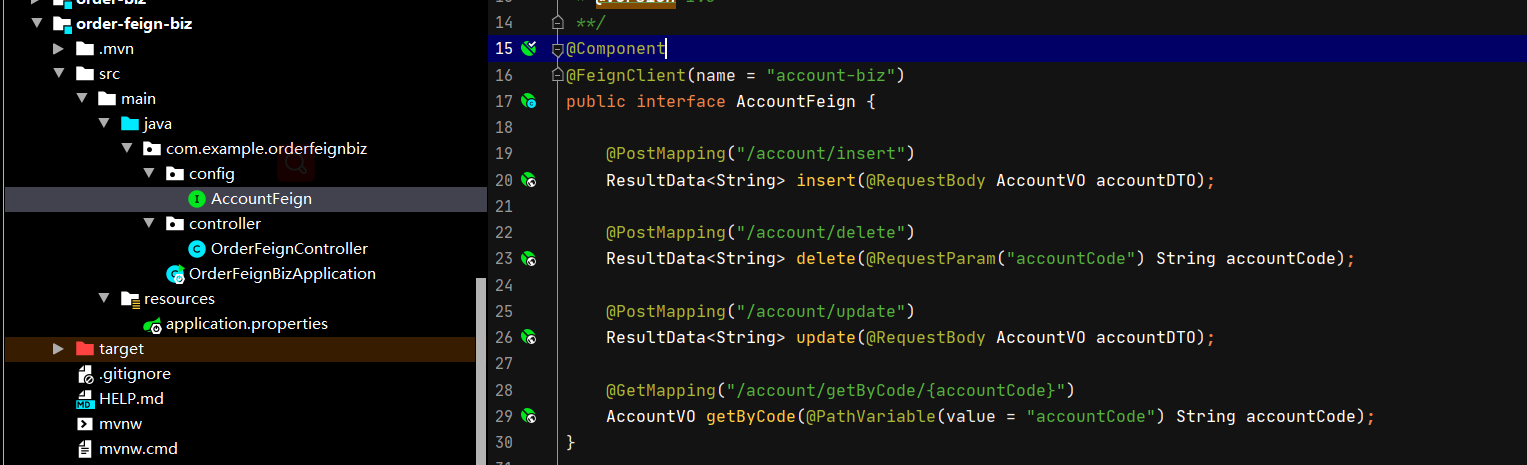 order-biz
order-feign-biz
.mvn
src
main
java
com.example.orderfeignbiz
config
AccountFeign
controller
OrderFeignController
OrderFeignBizApplication
resources
application.properties
target
.gitignore
HELP.md
mvnw
mvnw.cmd
14 **/
15 @Component
16 @FeignClient(name = "account-biz")
17 public interface AccountFeign {
18
19 @PostMapping("/account/insert")
20 ResultData<String> insert(@RequestBody AccountVO accountDTO);
21
22 @PostMapping("/account/delete")
23 ResultData<String> delete(@RequestParam("accountCode") String accountCode);
24
25 @PostMapping("/account/update")
26 ResultData<String> update(@RequestBody AccountVO accountDTO);
27
28 @GetMapping("/account/getByCode/{accountCode}")
29 AccountVO getByCode(@PathVariable(value = "accountCode") String accountCode);
30 }